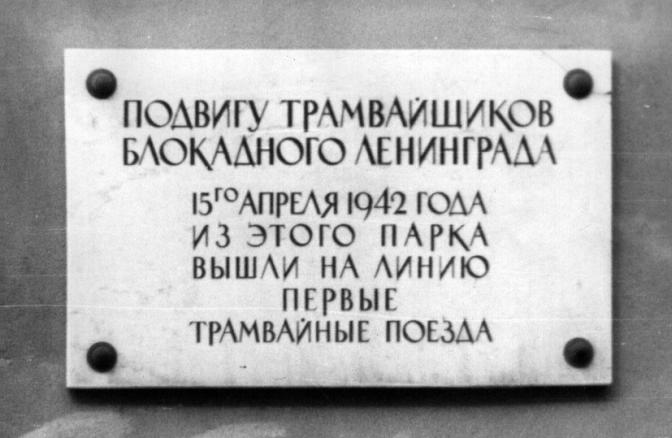 ПОДВИГУ ТРАМВАЙЩИКОВ
БЛОКАДНОГО ЛЕНИНГРАДА
15ГО АПРЕЛЯ 1942 ГОДА
ИЗ ЭТОГО ПАРКА
ВЫШЛИ НА ЛИНИЮ
ПЕРВЫЕ
ТРАМВАЙНЫЕ ПОЕЗДА